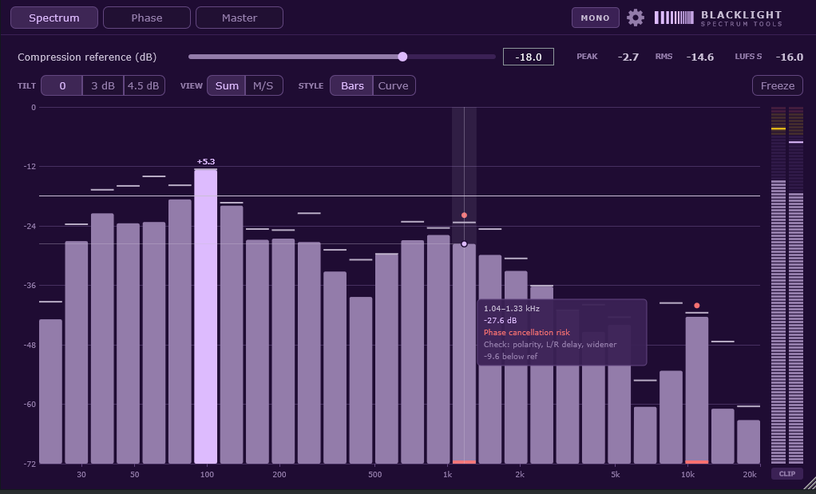 Spectrum Phase Master MONO BLACKLIGHT
SPECTRUM TOOLS
Compression reference (dB) -18.0 PEAK -2.7 RMS -14.6 LUFS S -16.0
TILT 0 3 dB 4.5 dB VIEW Sum M/S STYLE Bars Curve Freeze
0
+5.3
-12
-24
-36
1.04–1.33 kHz
-27.6 dB
Phase cancellation risk
Check: polarity, L/R delay, widener
-9.6 below ref
-48
-60
-72
30 50 100 200 500 1k 2k 5k 10k 20k CLIP